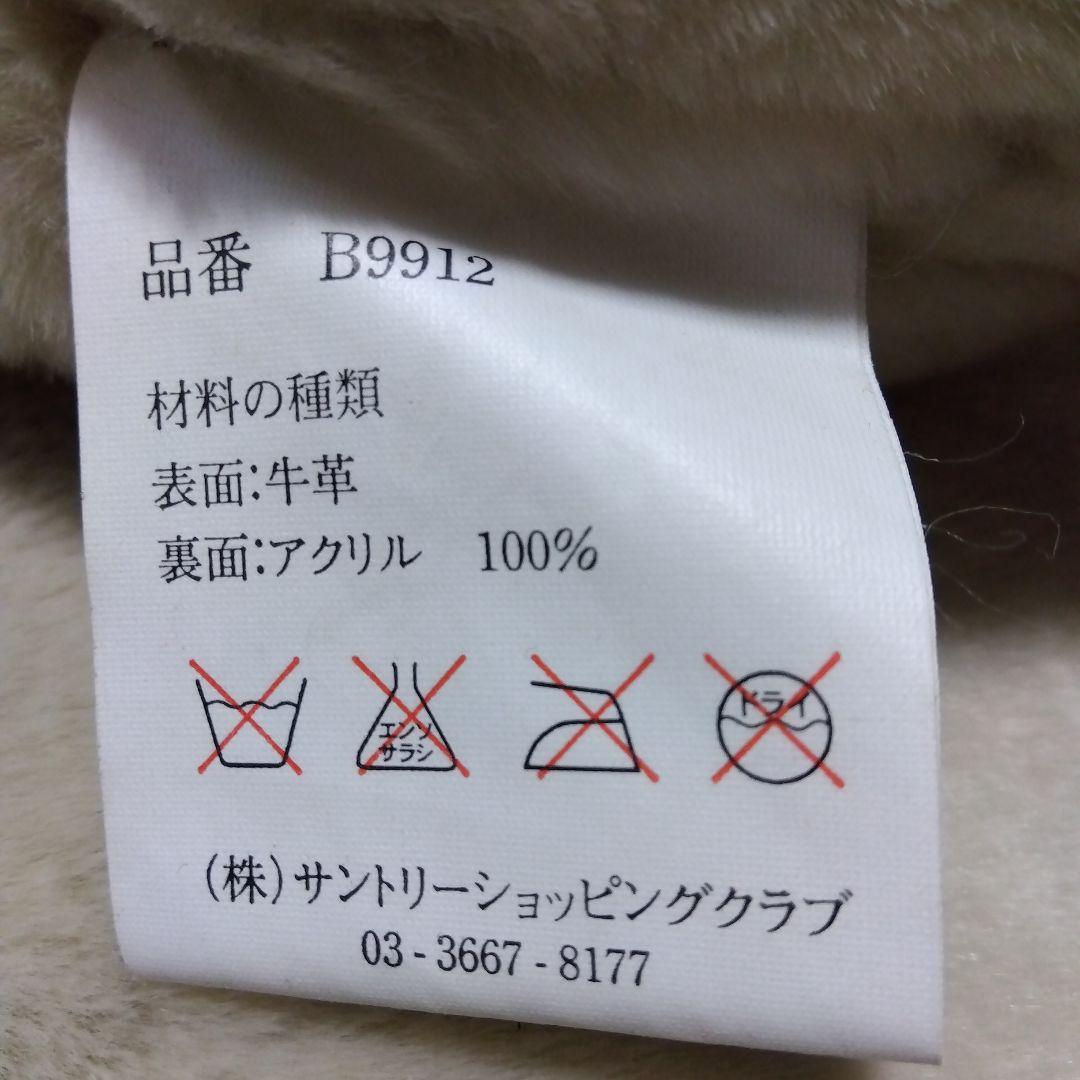 品番　B9912
材料の種類
表面:牛革
裏面:アクリル　100%
エンソ
サラシ
ドライ
(株)サントリーショッピングクラブ
03-3667-8177